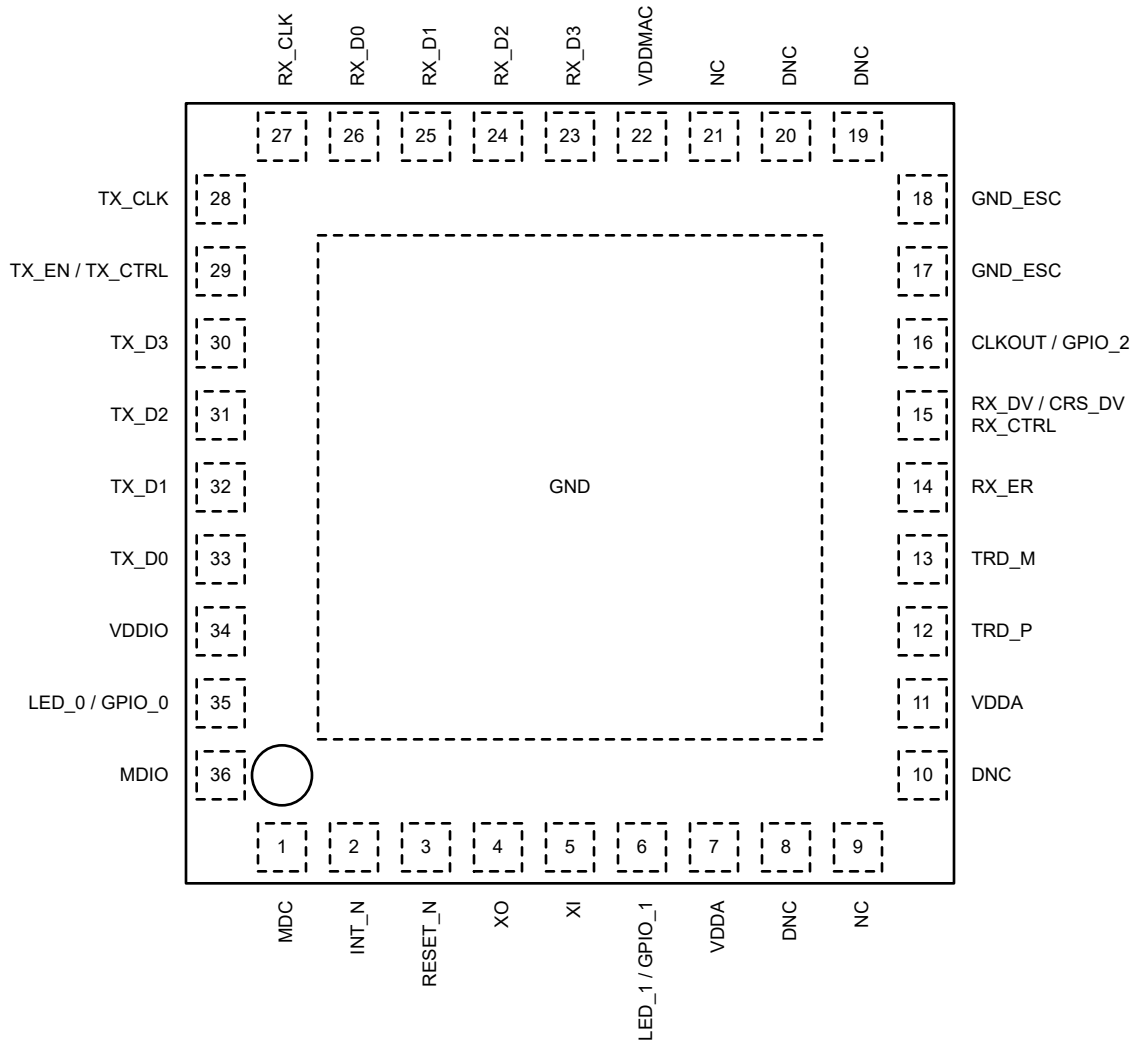 RX_CLK
RX_D0
RX_D1
RX_D2
RX_D3
VDDMAC
NC
DNC
DNC
27
26
25
24
23
22
21
20
19
TX_CLK
28
18
GND_ESC
TX_EN / TX_CTRL
29
17
GND_ESC
TX_D3
30
16
CLKOUT / GPIO_2
TX_D2
31
15
RX_DV / CRS_DV
RX_CTRL
TX_D1
32
GND
14
RX_ER
TX_D0
33
13
TRD_M
VDDIO
34
12
TRD_P
LED_0 / GPIO_0
35
11
VDDA
MDIO
36
10
DNC
1
2
3
4
5
6
7
8
9
MDC
INT_N
RESET_N
XO
XI
LED_1 / GPIO_1
VDDA
DNC
NC